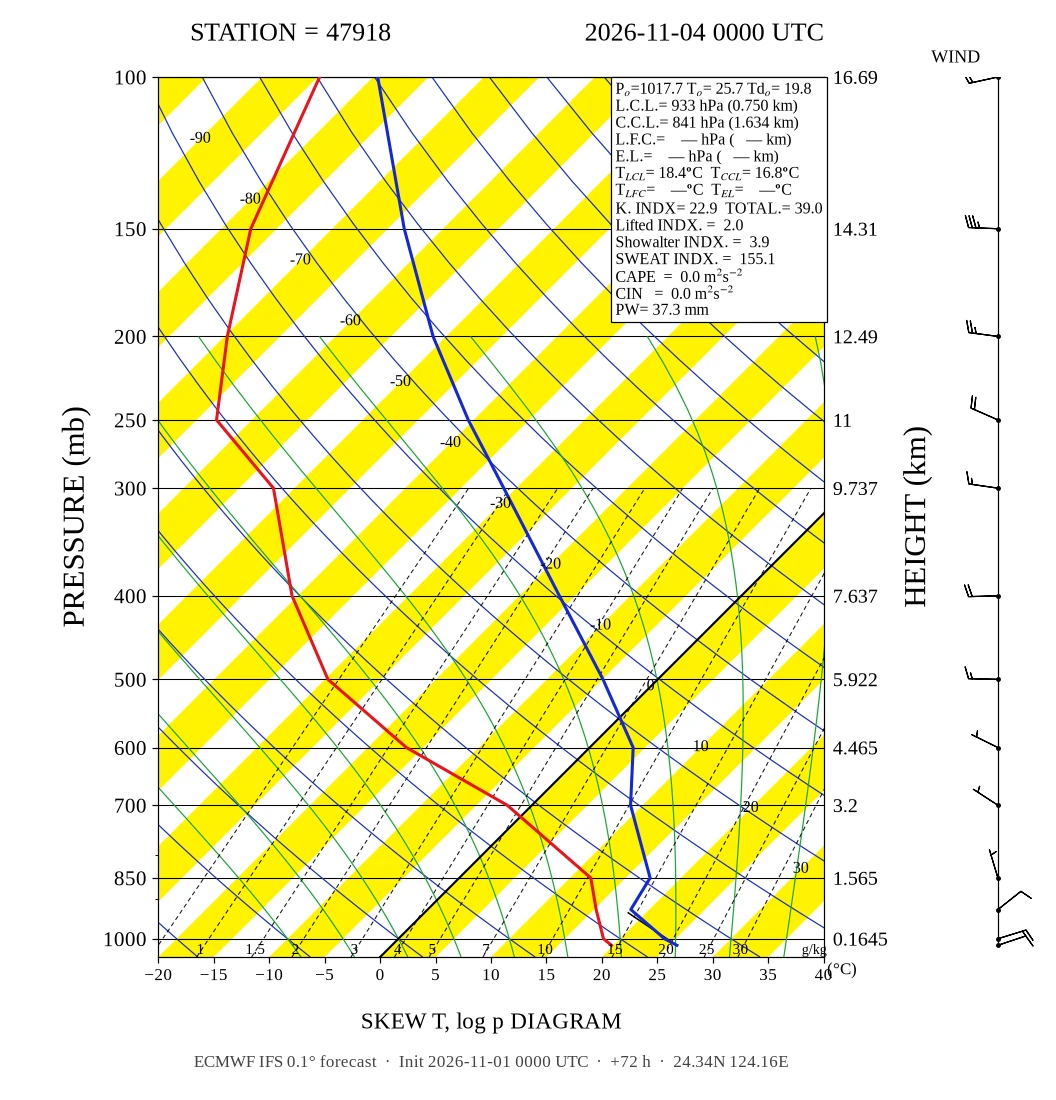 STATION = 47918
2026-11-04 0000 UTC
WIND
100
150
200
250
300
400
500
600
700
850
1000
PRESSURE (mb)
-90
-80
-70
-60
-50
-40
-30
-20
-10
0
10
20
30
Pₒ=1017.7 Tₒ= 25.7 Tdₒ= 19.8
L.C.L.= 933 hPa (0.750 km)
C.C.L.= 841 hPa (1.634 km)
L.F.C.= — hPa ( — km)
E.L.= — hPa ( — km)
T_LCL= 18.4°C T_CCL= 16.8°C
T_LFC= —°C T_EL= —°C
K. INDX= 22.9 TOTAL.= 39.0
Lifted INDX. = 2.0
Showalter INDX. = 3.9
SWEAT INDX. = 155.1
CAPE = 0.0 m²s⁻²
CIN = 0.0 m²s⁻²
PW= 37.3 mm
16.69
14.31
12.49
11
9.737
7.637
5.922
4.465
3.2
1.565
0.1645
HEIGHT (km)
1 1.5 2 3 4 5 7 10 15 20 25 30 g/kg
−20 −15 −10 −5 0 5 10 15 20 25 30 35 40 (°C)
SKEW T, log p DIAGRAM
ECMWF IFS 0.1° forecast · Init 2026-11-01 0000 UTC · +72 h · 24.34N 124.16E